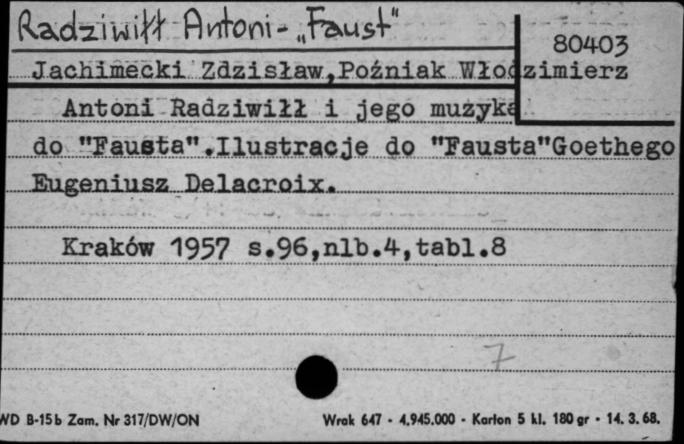 Radziwiłł Antoni - „Faust"
80403
Jachimecki Zdzisław,Poźniak Włodzimierz
Antoni Radziwiłł i jego muzyka
do "Fausta".Ilustracje do "Fausta"Goethego
Eugeniusz Delacroix.
Kraków 1957 s.96,nlb.4,tabl.8
7
WD B-15b Zam. Nr 317/DW/ON
Wrak 647 - 4.945.000 - Karton 5 kl. 180 gr - 14. 3. 68.